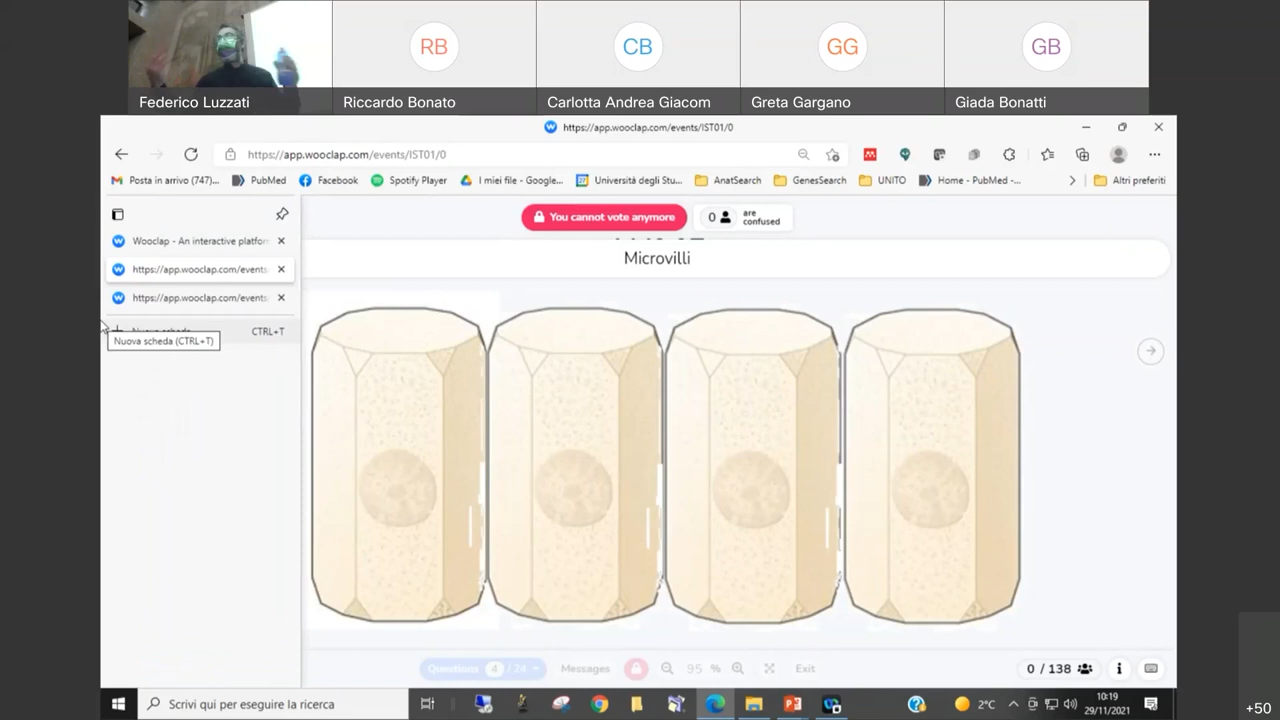 RB
CB
GG
GB
Federico Luzzati
Riccardo Bonato
Carlotta Andrea Giacom
Greta Gargano
Giada Bonatti
https://app.wooclap.com/events/IST01/0
https://app.wooclap.com/events/IST01/0
Posta in arrivo (747)...
PubMed
Facebook
Spotify Player
I miei file - Google...
Università degli Stu...
AnatSearch
GenesSearch
UNITO
Home - PubMed -...
Altri preferiti
You cannot vote anymore
0
are
confused
Wooclap - An interactive platfor
https://app.wooclap.com/events
https://app.wooclap.com/events
Nuova scheda
CTRL+T
Nuova scheda (CTRL+T)
Microvilli
Questions 4 / 24
Messages
95 %
Exit
0 / 138
Scrivi qui per eseguire la ricerca
2°C
10:19
29/11/2021
+50